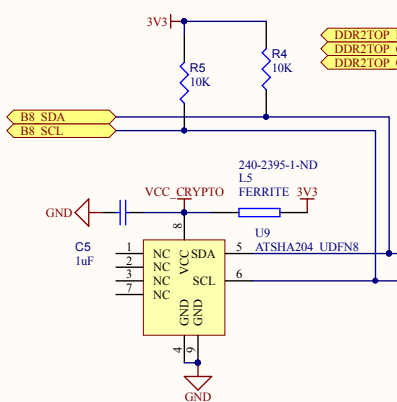 3V3
DDR2TOP
DDR2TOP
DDR2TOP
R5
10K
R4
10K
B8 SDA
B8 SCL
240-2395-1-ND
L5
VCC_CRYPTO
FERRITE
3V3
GND
C5
1uF
U9
ATSHA204 UDFN8
8
1
2
3
7
NC
NC
NC
NC
VCC
SDA
SCL
5
6
GND
GND
4
9
GND